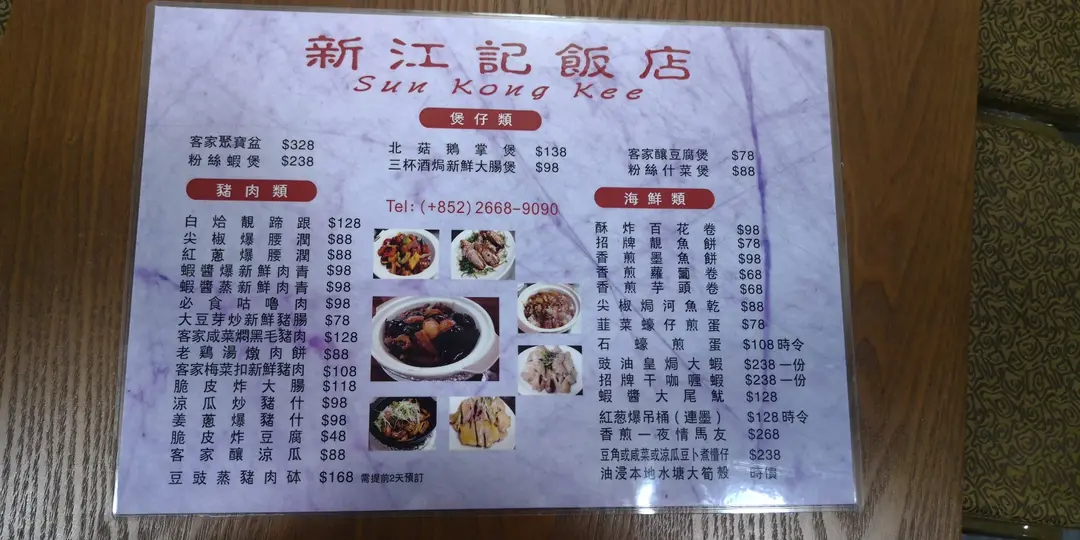 新江記飯店
Sun Kong Kee
煲仔類
客家聚寶盆 $328
粉絲蝦煲 $238
北菇鵝掌煲 $138
三杯酒焗新鮮大腸煲 $98
客家釀豆腐煲 $78
粉絲什菜煲 $88
豬肉類
白烚靚蹄跟 $128
尖椒爆腰潤 $88
紅蔥爆腰潤 $88
蝦醬爆新鮮肉青 $98
蝦醬蒸新鮮肉青 $98
必食咕嚕肉 $98
大豆芽炒新鮮豬腸 $78
客家咸菜燜黑毛豬肉 $128
老鷄湯燉肉餅 $88
客家梅菜扣新鮮豬肉 $108
脆皮炸大腸 $118
涼瓜炒豬什 $98
姜蔥爆豬什 $98
脆皮炸豆腐 $48
客家釀涼瓜 $88
豆豉蒸豬肉砵 $168 需提前2天預訂
Tel: (+852) 2668-9090
海鮮類
酥炸百花卷 $98
招牌靚魚餅 $78
香煎墨魚餅 $98
香煎蘿蔔卷 $68
香煎芋頭卷 $68
尖椒焗河魚乾 $88
韮菜蠔仔煎蛋 $78
石蠔煎蛋 $108 時令
豉油皇焗大蝦 $238 一份
招牌干咖喱蝦 $238 一份
蝦醬大尾魷 $128
紅葱爆吊桶(連墨) $128 時令
香煎一夜情馬友 $268
豆角或咸菜或涼瓜豆卜煮㬹仔 $238
油浸本地水塘大筍殼 時價